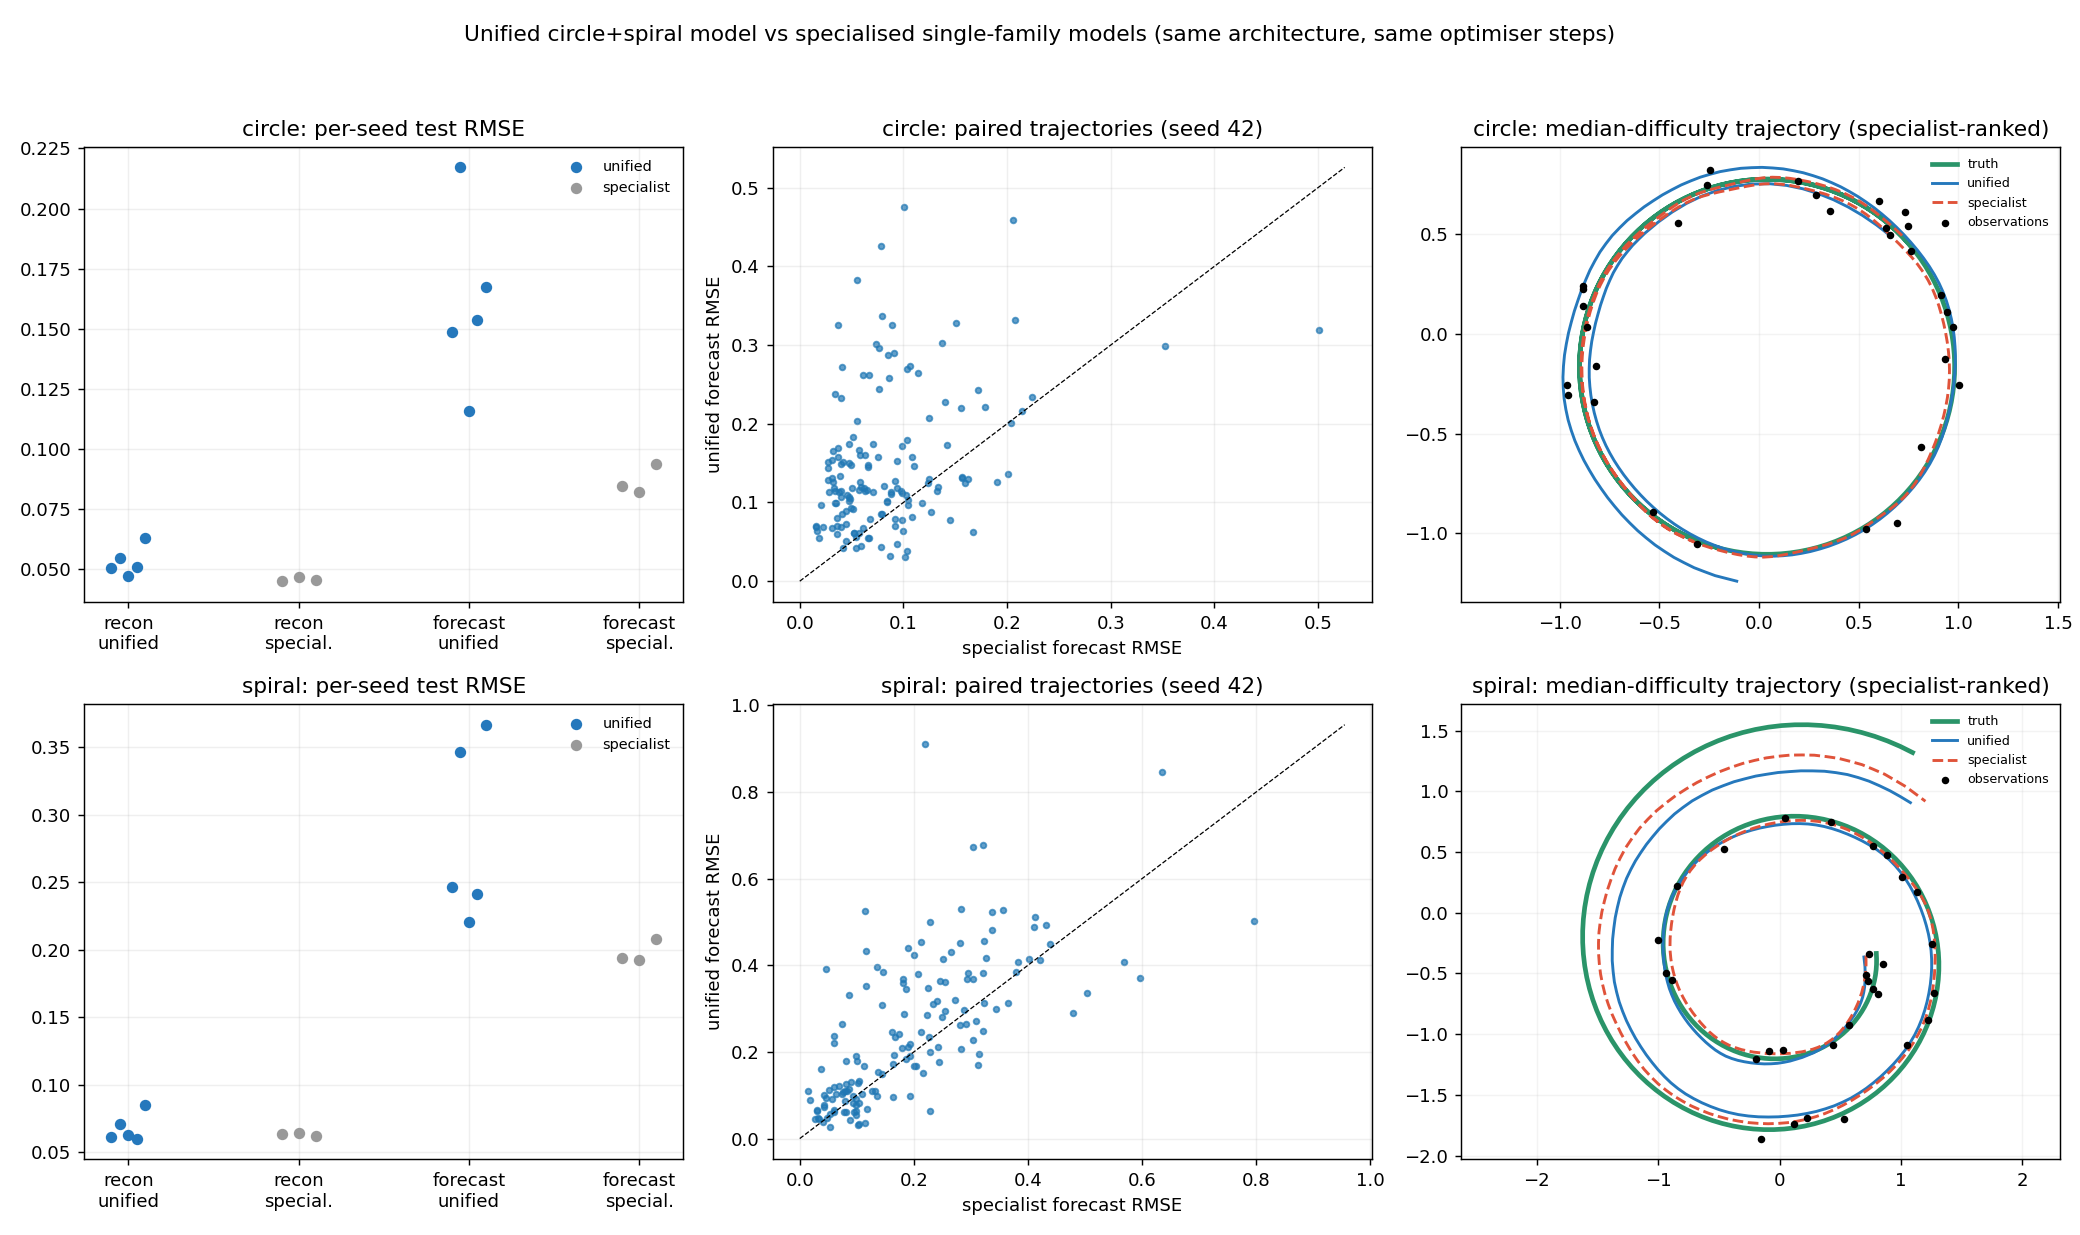 Unified circle+spiral model vs specialised single-family models (same architecture, same optimiser steps)
circle: per-seed test RMSE
0.225
0.200
0.175
0.150
0.125
0.100
0.075
0.050
unified
specialist
recon
unified
recon
special.
forecast
unified
forecast
special.
circle: paired trajectories (seed 42)
unified forecast RMSE
0.5
0.4
0.3
0.2
0.1
0.0
0.0
0.1
0.2
0.3
0.4
0.5
specialist forecast RMSE
circle: median-difficulty trajectory (specialist-ranked)
truth
unified
specialist
observations
0.5
0.0
−0.5
−1.0
−1.0
−0.5
0.0
0.5
1.0
1.5
spiral: per-seed test RMSE
0.35
0.30
0.25
0.20
0.15
0.10
0.05
unified
specialist
recon
unified
recon
special.
forecast
unified
forecast
special.
spiral: paired trajectories (seed 42)
unified forecast RMSE
1.0
0.8
0.6
0.4
0.2
0.0
0.0
0.2
0.4
0.6
0.8
1.0
specialist forecast RMSE
spiral: median-difficulty trajectory (specialist-ranked)
truth
unified
specialist
observations
1.5
1.0
0.5
0.0
−0.5
−1.0
−1.5
−2.0
−2
−1
0
1
2